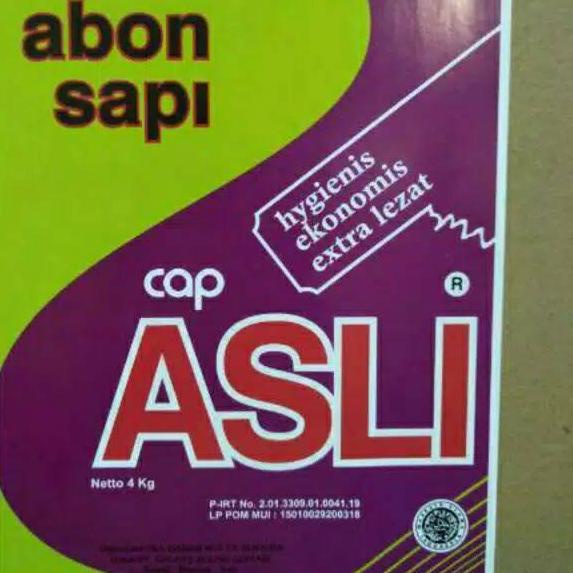 abon
sapi
hygienis
ekonomis
extra lezat
cap
®
ASLI
Netto 4 Kg
P-IRT No. 2.01.3309.01.0041.19
LP POM MUI : 15010029200318